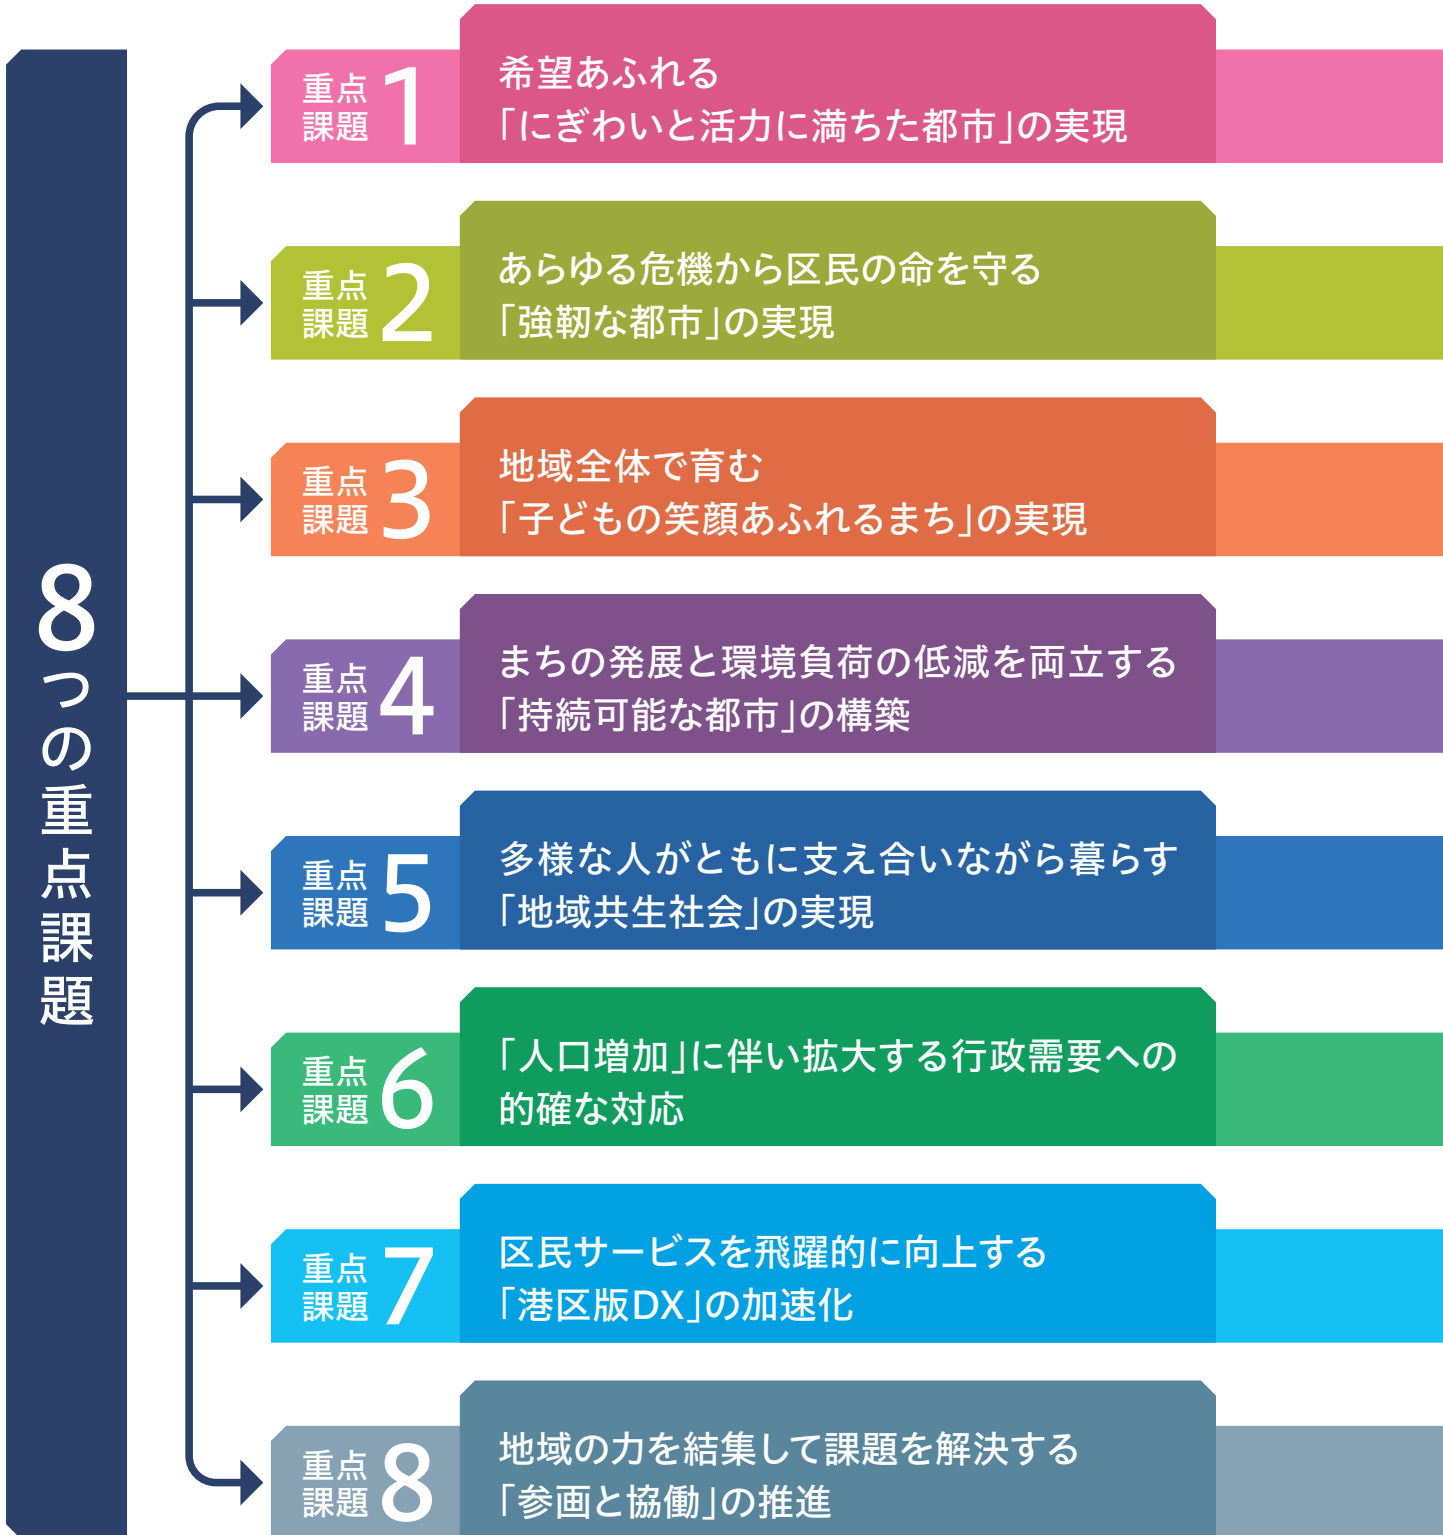 8つの重点課題
重点課題1
希望あふれる
「にぎわいと活力に満ちた都市」の実現
重点課題2
あらゆる危機から区民の命を守る
「強靭な都市」の実現
重点課題3
地域全体で育む
「子どもの笑顔あふれるまち」の実現
重点課題4
まちの発展と環境負荷の低減を両立する
「持続可能な都市」の構築
重点課題5
多様な人がともに支え合いながら暮らす
「地域共生社会」の実現
重点課題6
「人口増加」に伴い拡大する行政需要への
的確な対応
重点課題7
区民サービスを飛躍的に向上する
「港区版DX」の加速化
重点課題8
地域の力を結集して課題を解決する
「参画と協働」の推進